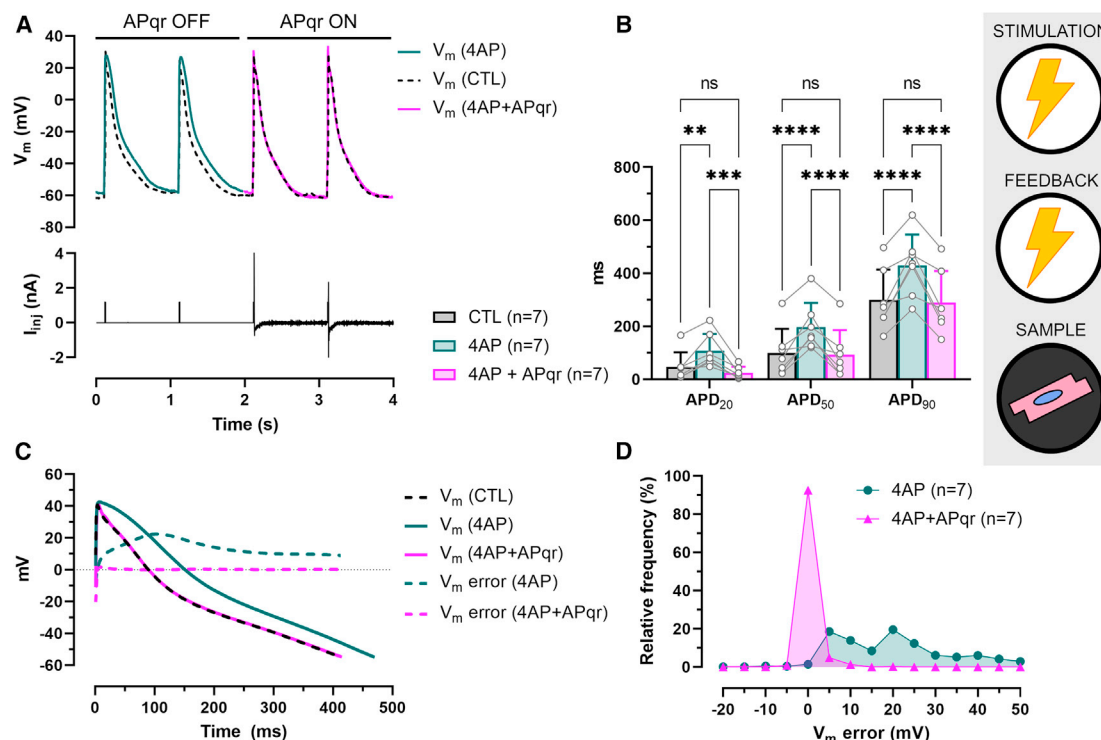 A
APqr OFF
APqr ON
40
20
0
-20
-40
-60
-80
Vm (mV)
Vm (4AP)
Vm (CTL)
Vm (4AP+APqr)
4
2
0
-2
Iinj (nA)
0
1
2
3
4
Time (s)
CTL (n=7)
4AP (n=7)
4AP + APqr (n=7)
B
ns
ns
ns
**
****
****
***
****
****
800
600
400
200
0
ms
APD20
APD50
APD90
STIMULATION
FEEDBACK
SAMPLE
C
60
40
20
0
-20
-40
-60
mV
0
100
200
300
400
500
Time (ms)
Vm (CTL)
Vm (4AP)
Vm (4AP+APqr)
Vm error (4AP)
Vm error (4AP+APqr)
D
100
80
60
40
20
0
Relative frequency (%)
4AP (n=7)
4AP+APqr (n=7)
-20
-10
0
10
20
30
40
50
Vm error (mV)